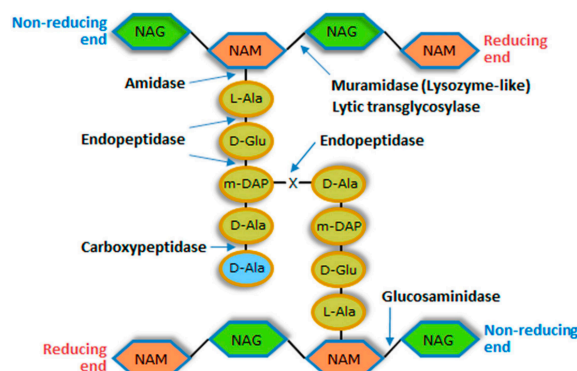 Non-reducing
end
NAG
NAM
NAG
NAM
Reducing
end
Amidase
Muramidase (Lysozyme-like)
Lytic transglycosylase
L-Ala
Endopeptidase
D-Glu
Endopeptidase
m-DAP
X
D-Ala
D-Ala
m-DAP
Carboxypeptidase
D-Ala
D-Glu
Glucosaminidase
L-Ala
Reducing
end
NAM
NAG
NAM
NAG
Non-reducing
end